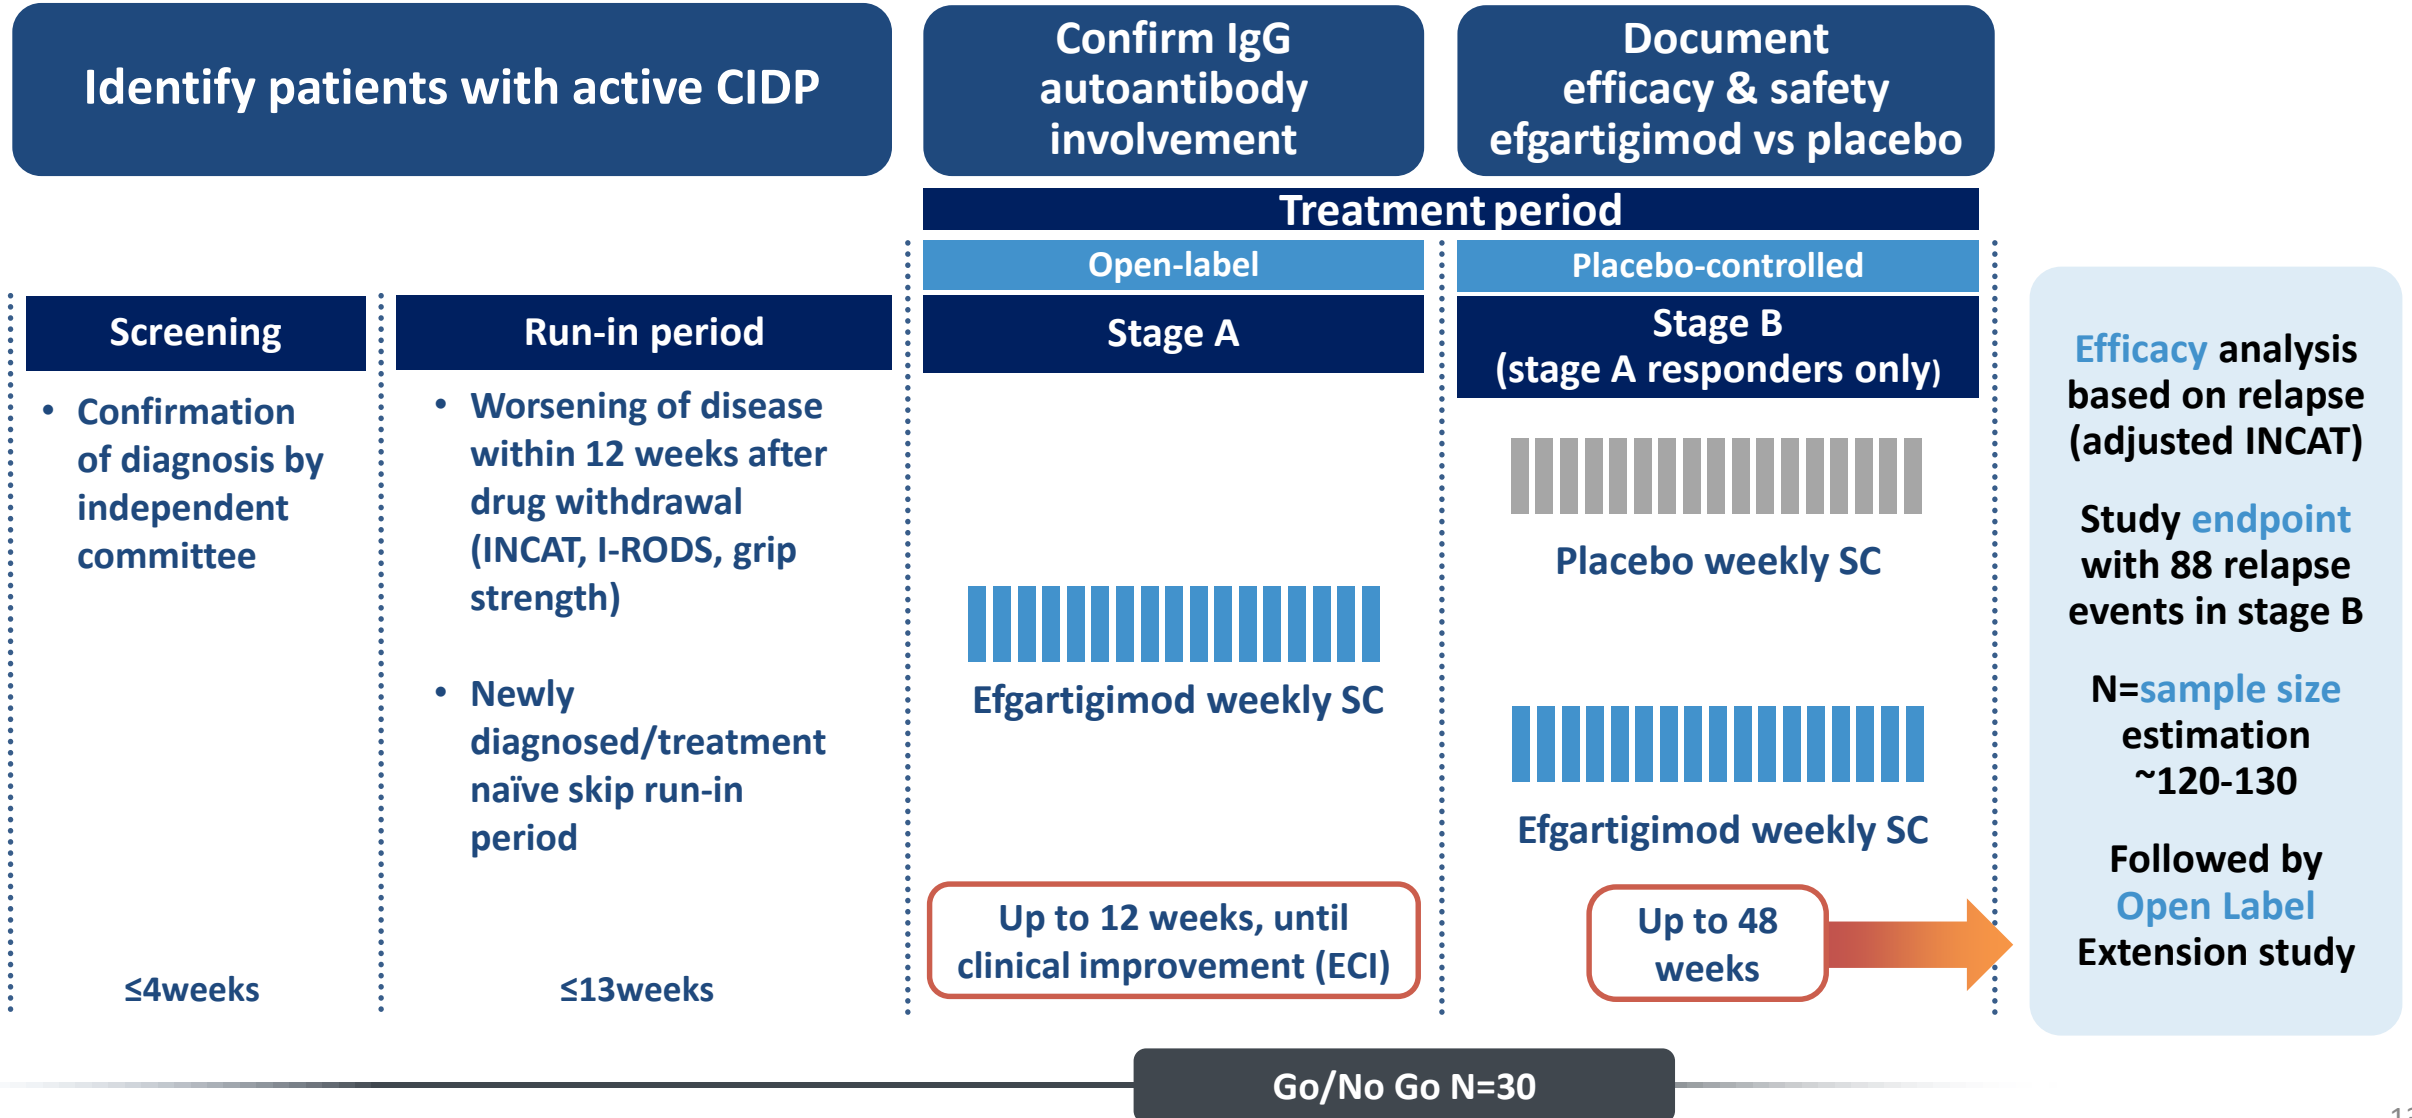 Identify patients with active CIDP
Confirm IgG
autoantibody
involvement
Document
efficacy & safety
efgartigimod vs placebo
Treatment period
Open-label
Placebo-controlled
Screening
Run-in period
Stage A
Stage B
(stage A responders only)
• Confirmation
of diagnosis by
independent
committee
≤4weeks
• Worsening of disease
within 12 weeks after
drug withdrawal
(INCAT, I-RODS, grip
strength)
• Newly
diagnosed/treatment
naïve skip run-in
period
≤13weeks
Efgartigimod weekly SC
Up to 12 weeks, until
clinical improvement (ECI)
Placebo weekly SC
Efgartigimod weekly SC
Up to 48
weeks
Efficacy analysis
based on relapse
(adjusted INCAT)
Study endpoint
with 88 relapse
events in stage B
N=sample size
estimation
~120-130
Followed by
Open Label
Extension study
Go/No Go N=30